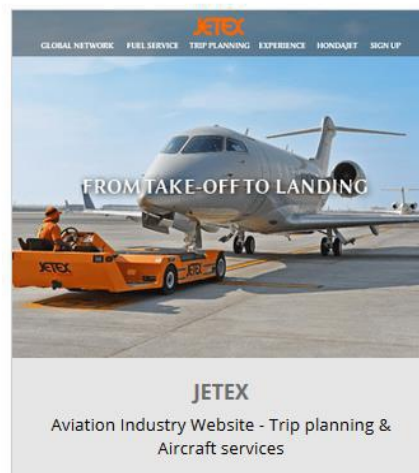 JETEX
GLOBAL NETWORK FUEL SERVICE TRIP PLANNING EXPERIENCE HONDAJET SIGN UP
FROM TAKE-OFF TO LANDING
JETEX
JETEX
Aviation Industry Website - Trip planning &
Aircraft services